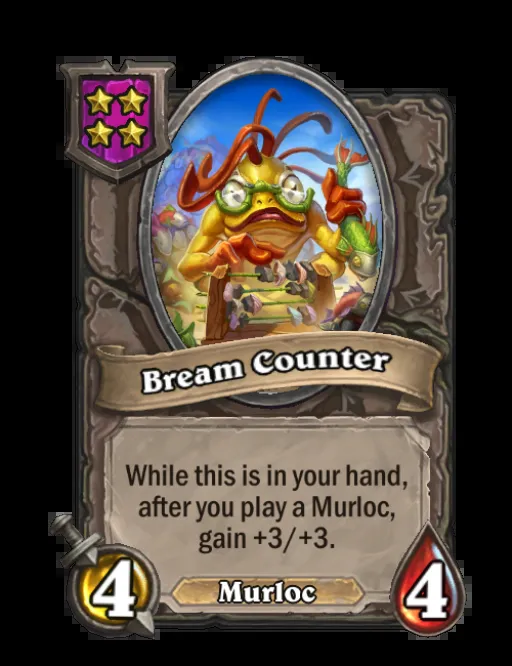 Bream Counter
While this is in your hand,
after you play a Murloc,
gain +3/+3.
4
Murloc
4